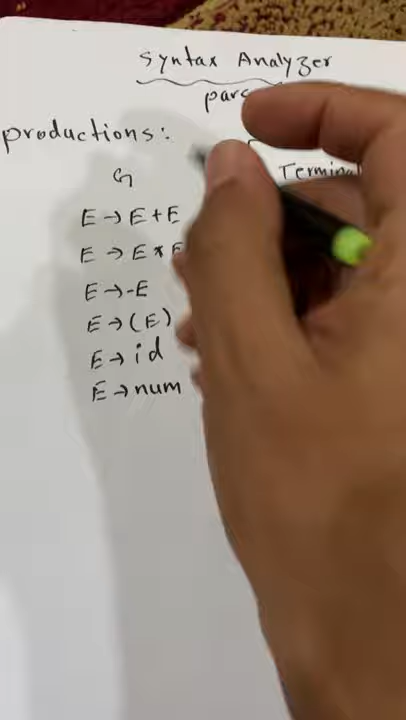 Syntax Analyzer
productions:
G
E → E + E
E → E *
E → -E
E → (E)
E → id
E → num